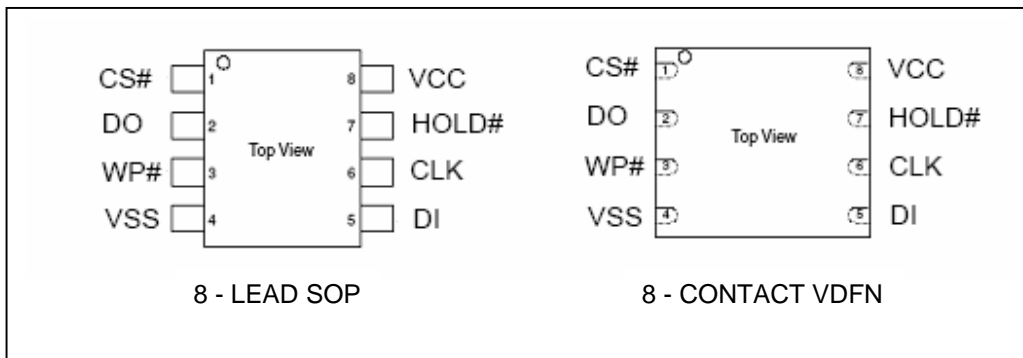 CS# 1 8 VCC
DO 2 7 HOLD#
Top View
WP# 3 6 CLK
VSS 4 5 DI
8 - LEAD SOP
CS# 1 8 VCC
DO 2 7 HOLD#
Top View
WP# 3 6 CLK
VSS 4 5 DI
8 - CONTACT VDFN